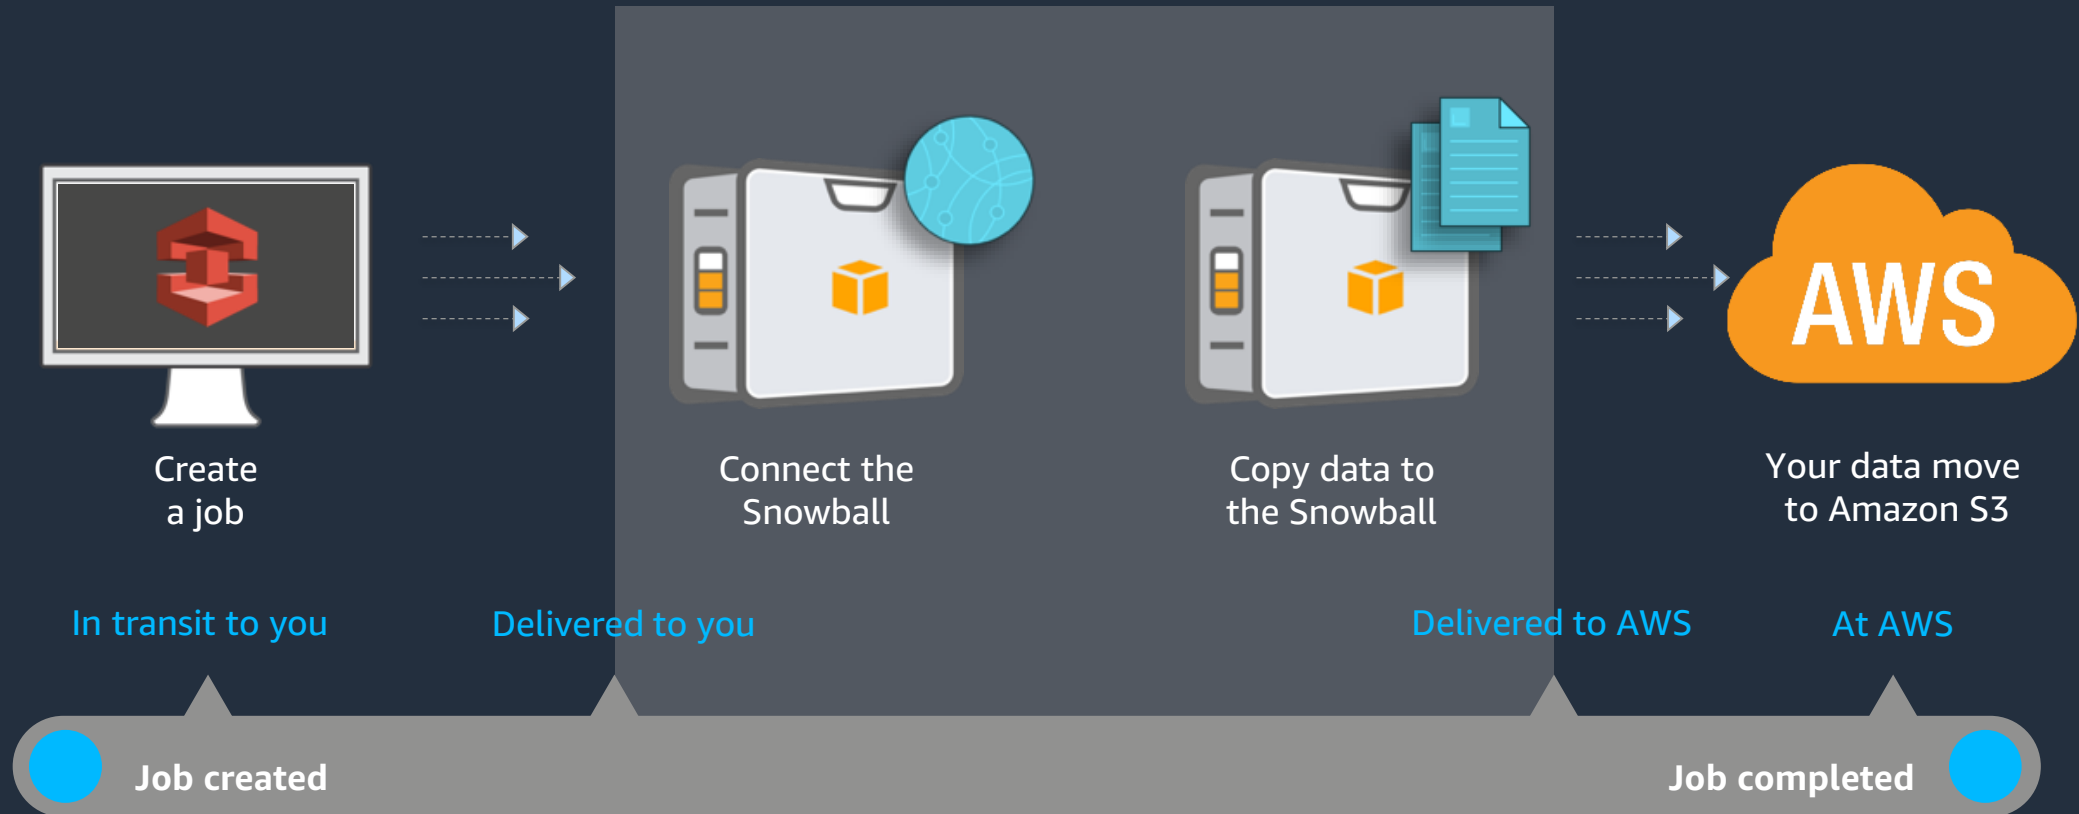 AWS
Create
a job
Connect the
Snowball
Copy data to
the Snowball
Your data move
to Amazon S3
In transit to you
Delivered to you
Delivered to AWS
At AWS
Job created
Job completed